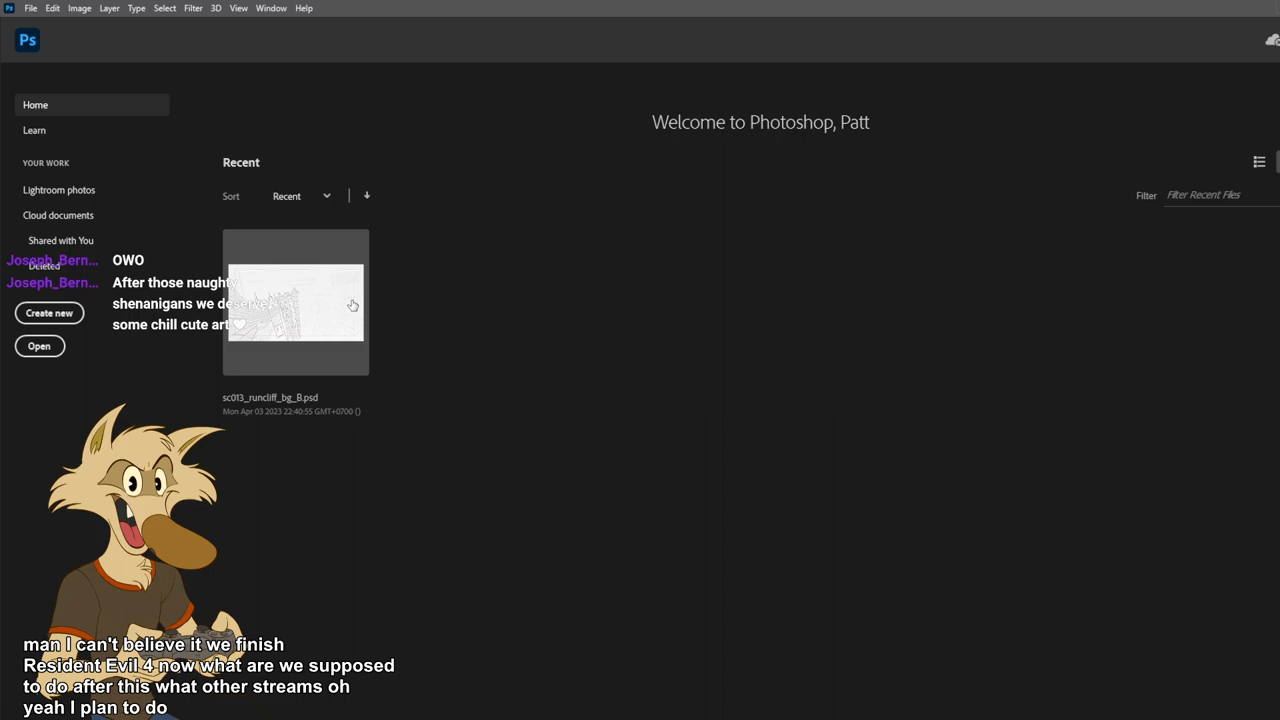 Ps File Edit Image Layer Type Select Filter 3D View Window Help
Ps
Home
Learn
YOUR WORK
Lightroom photos
Cloud documents
Shared with You
Deleted
Create new
Open
Welcome to Photoshop, Patt
Recent
Sort Recent
Filter Filter Recent Files
sc013_runcliff_bg_B.psd
Mon Apr 03 2023 22:40:55 GMT+0700 ()
Joseph_Bern... OWO
Joseph_Bern... After those naughty
shenanigans we deserve
some chill cute art
man I can't believe it we finish
Resident Evil 4 now what are we supposed
to do after this what other streams oh
yeah I plan to do